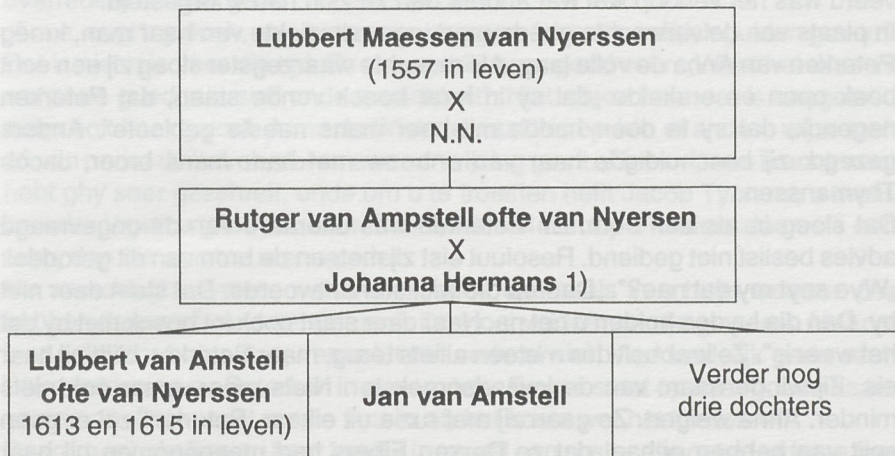 Lubbert Maessen van Nyerssen
(1557 in leven)
X
N.N.
Rutger van Ampstell ofte van Nyersen
X
Johanna Hermans 1)
Lubbert van Amstell
ofte van Nyerssen
1613 en 1615 in leven)
Jan van Amstell
Verder nog
drie dochters